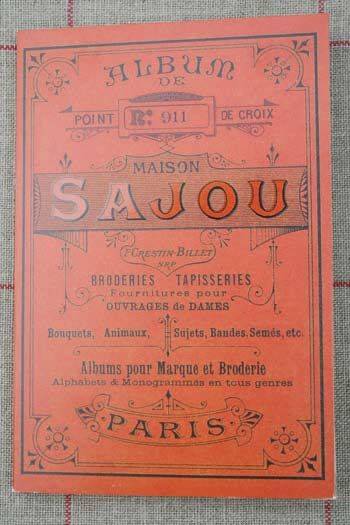 ALBUM
DE
POINT R: 911 DE CROIX
MAISON
SAJOU
F. CRESTIN-BILLET
SRP
BRODERIES TAPISSERIES
Fournitures pour
OUVRAGES de DAMES
Bouquets, Animaux, Sujets, Bandes, Semés, etc.
Albums pour Marque et Broderie
Alphabets & Monogrammes en tous genres
PARIS